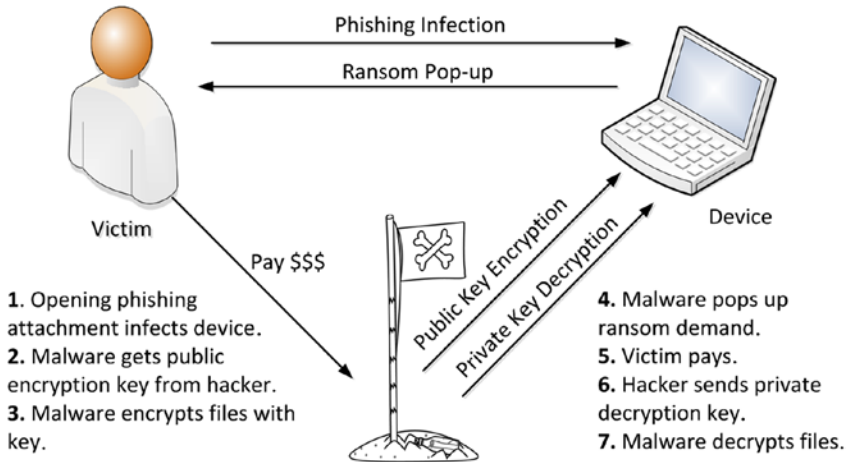 Phishing Infection
Ransom Pop-up
Victim
Device
Pay $$$
Public Key Encryption
Private Key Decryption
1. Opening phishing
attachment infects device.
2. Malware gets public
encryption key from hacker.
3. Malware encrypts files with
key.
4. Malware pops up
ransom demand.
5. Victim pays.
6. Hacker sends private
decryption key.
7. Malware decrypts files.